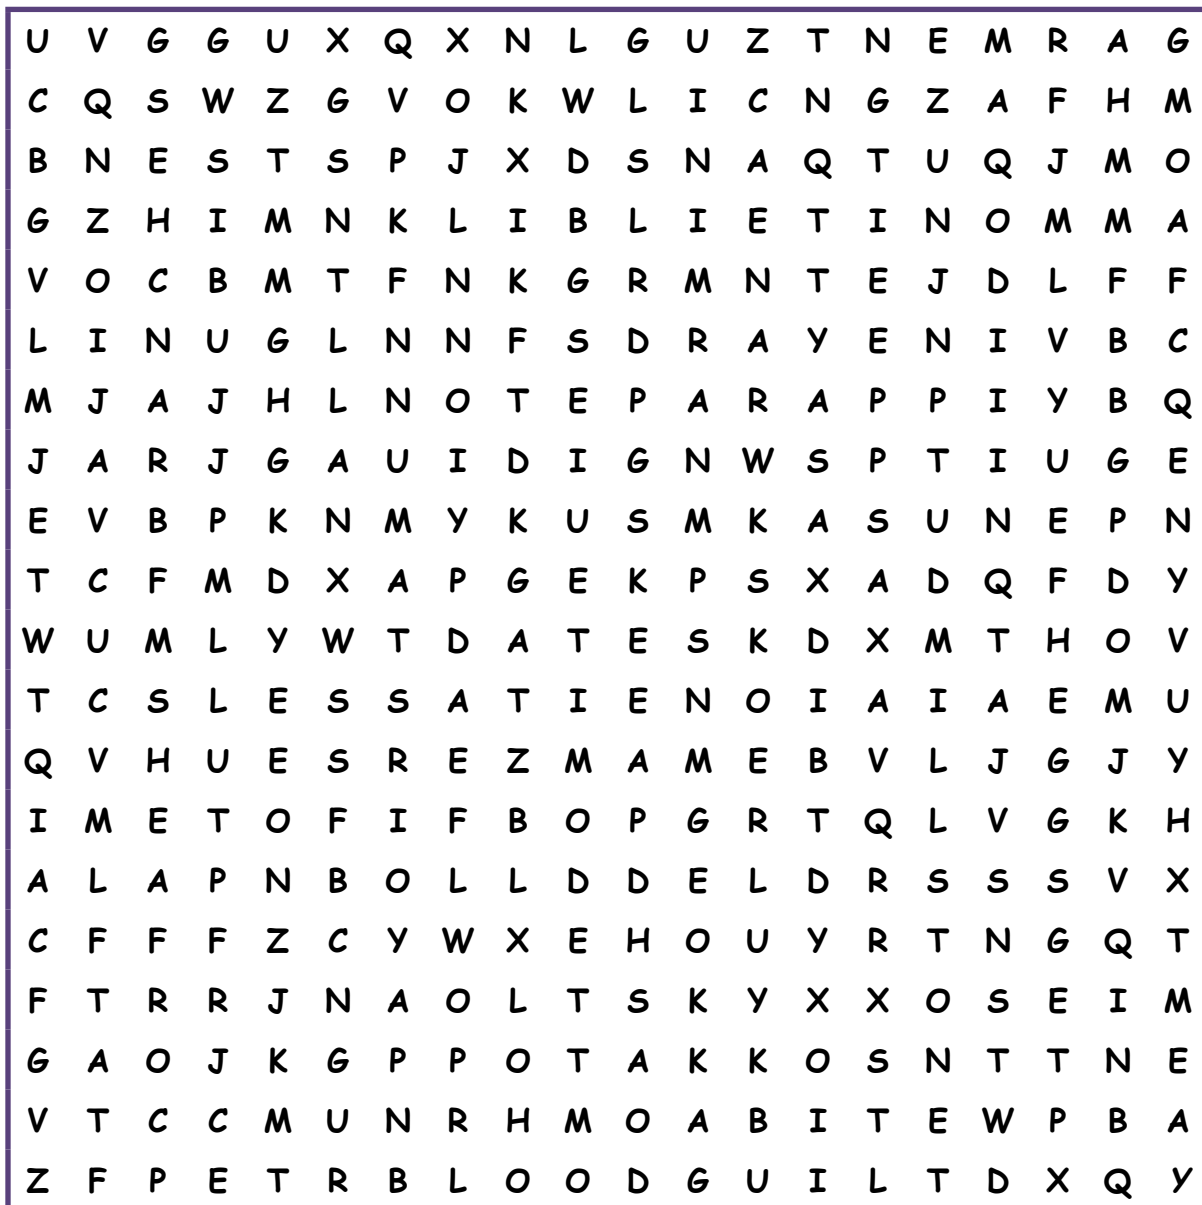 U V G G U X Q X N L G U Z T N E M R A G
C Q S W Z G V O K W L I C N G Z A F H M
B N E S T S P J X D S N A Q T U Q J M O
G Z H I M N K L I B L I E T I N O M M A
V O C B M T F N K G R M N T E J D L F F
L I N U G L N N F S D R A Y E N I V B C
M J A J H L N O T E P A R A P P I Y B Q
J A R J G A U I D I G N W S P T I U G E
E V B P K N M Y K U S M K A S U N E P N
T C F M D X A P G E K P S X A D Q F D Y
W U M L Y W T D A T E S K D X M T H O V
T C S L E S S A T I E N O I A I A E M U
Q V H U E S R E Z M A M E B V L J G J Y
I M E T O F I F B O P G R T Q L V G K H
A L A P N B O L L D D E L D R S S S V X
C F F F Z C Y W X E H O U Y R T N G Q T
F T R R J N A O L T S K Y X X O S E I M
G A O J K G P P O T A K K O S N T T N E
V T C C M U N R H M O A B I T E W P B A
Z F P E T R B L O O D G U I L T D X Q Y